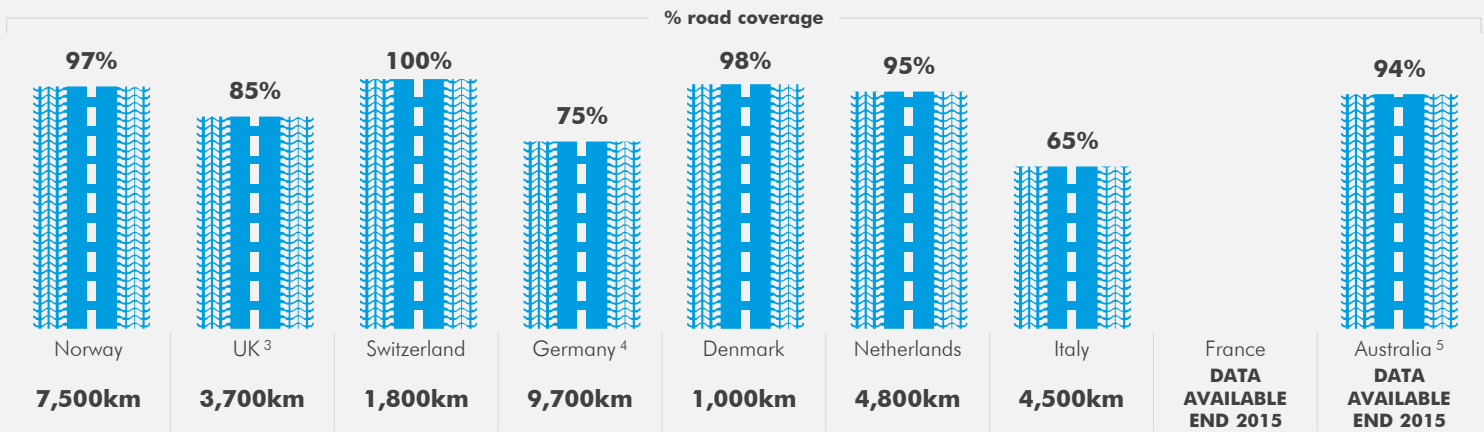 % road coverage
97%
85%
100%
75%
98%
95%
65%
94%
Norway
UK 3
Switzerland
Germany 4
Denmark
Netherlands
Italy
France
Australia 5
7,500km
3,700km
1,800km
9,700km
1,000km
4,800km
4,500km
DATA
AVAILABLE
END 2015
DATA
AVAILABLE
END 2015